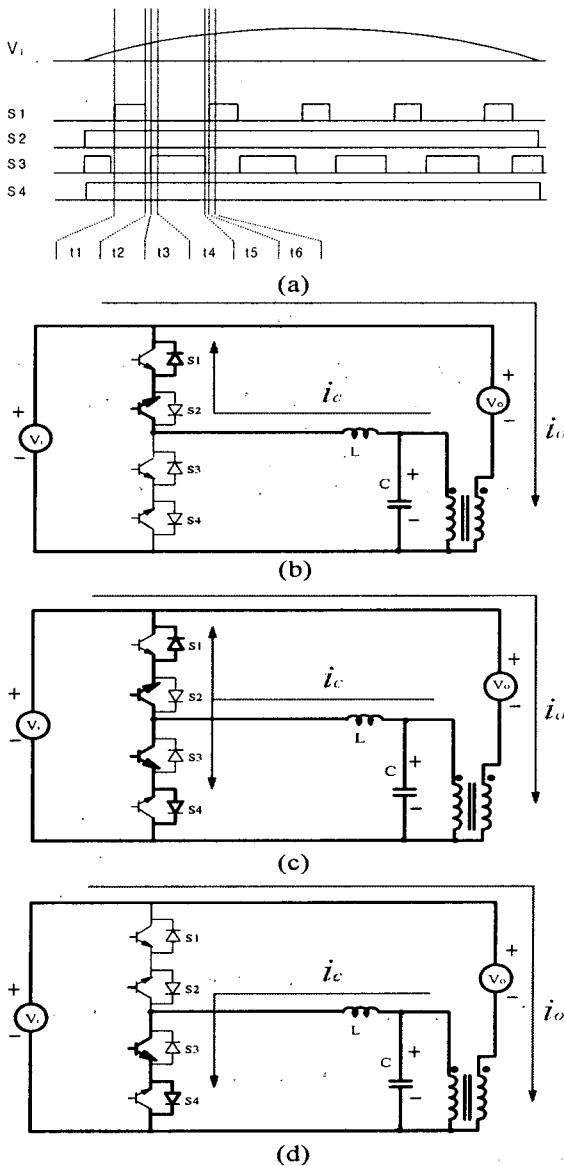 Vi
S1
S2
S3
S4
t1 t2 t3 t4 t5 t6
(a)
S1
+ ic +
S2 Vo
Vi - io
- L
S3 C +
-
S4
(b)
S1
+ ic +
S2 Vo
Vi - io
- L
S3 C +
-
S4
(c)
S1
+ ic +
S2 Vo
Vi - io
- L
S3 C +
-
S4
(d)